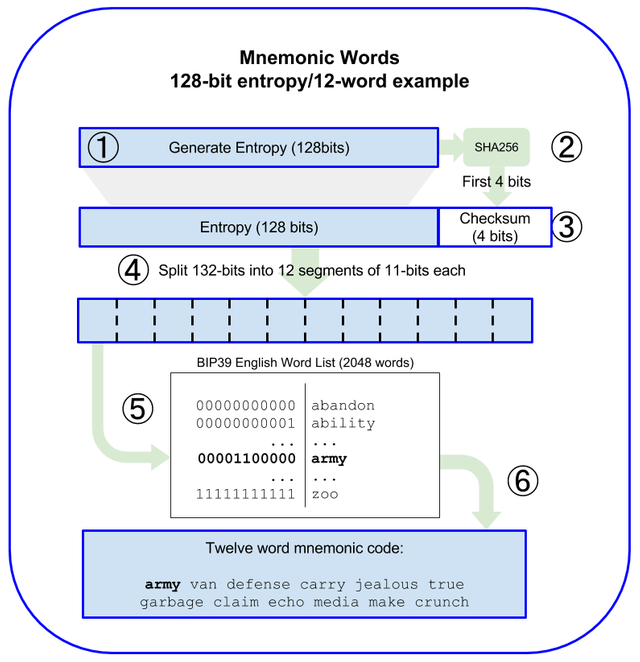 Mnemonic Words
128-bit entropy/12-word example
① Generate Entropy (128bits)
SHA256
②
First 4 bits
Entropy (128 bits)
Checksum
(4 bits)
③
④ Split 132-bits into 12 segments of 11-bits each
BIP39 English Word List (2048 words)
⑤
00000000000 abandon
00000000001 ability
... ...
00001100000 army
... ...
11111111111 zoo
⑥
Twelve word mnemonic code:
army van defense carry jealous true
garbage claim echo media make crunch